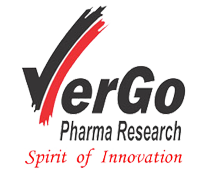 VerGo
Pharma Research
Spirit of Innovation